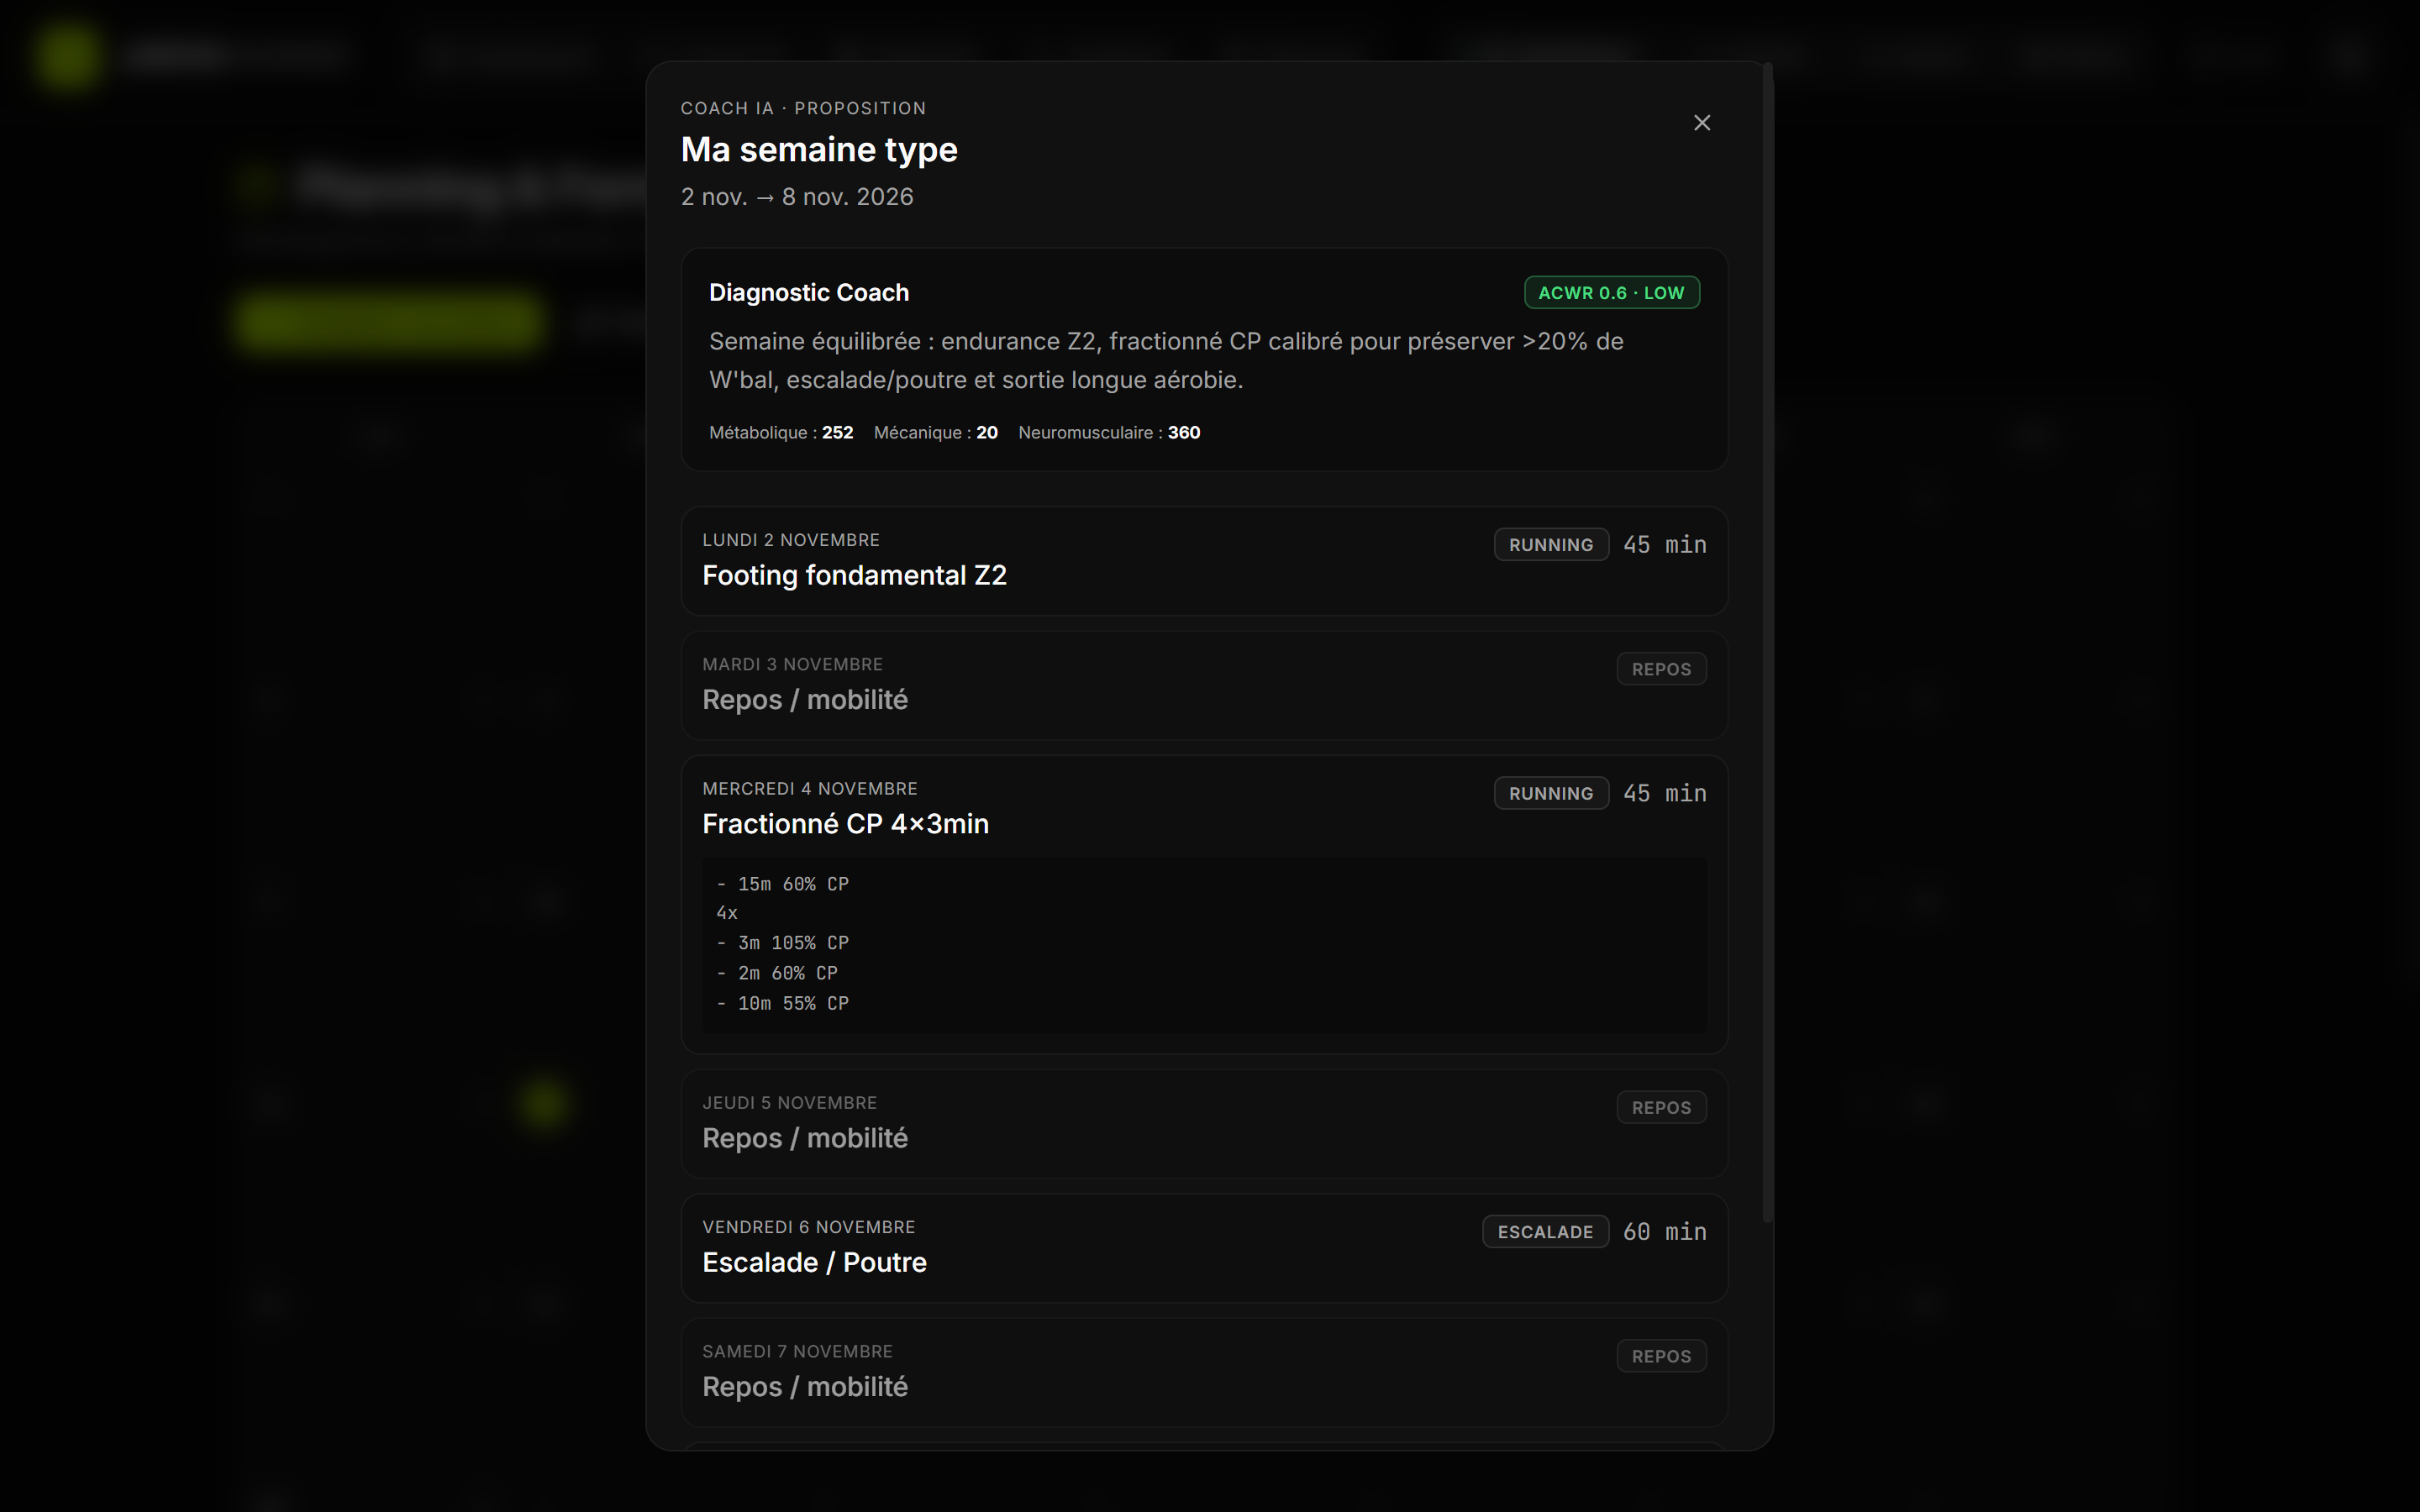 COACH IA · PROPOSITION
Ma semaine type
2 nov. → 8 nov. 2026
Diagnostic Coach
ACWR 0.6 · LOW
Semaine équilibrée : endurance Z2, fractionné CP calibré pour préserver >20% de
W'bal, escalade/poutre et sortie longue aérobie.
Métabolique : 252 Mécanique : 20 Neuromusculaire : 360
LUNDI 2 NOVEMBRE
RUNNING 45 min
Footing fondamental Z2
MARDI 3 NOVEMBRE
REPOS
Repos / mobilité
MERCREDI 4 NOVEMBRE
RUNNING 45 min
Fractionné CP 4×3min
- 15m 60% CP
4x
- 3m 105% CP
- 2m 60% CP
- 10m 55% CP
JEUDI 5 NOVEMBRE
REPOS
Repos / mobilité
VENDREDI 6 NOVEMBRE
ESCALADE 60 min
Escalade / Poutre
SAMEDI 7 NOVEMBRE
REPOS
Repos / mobilité